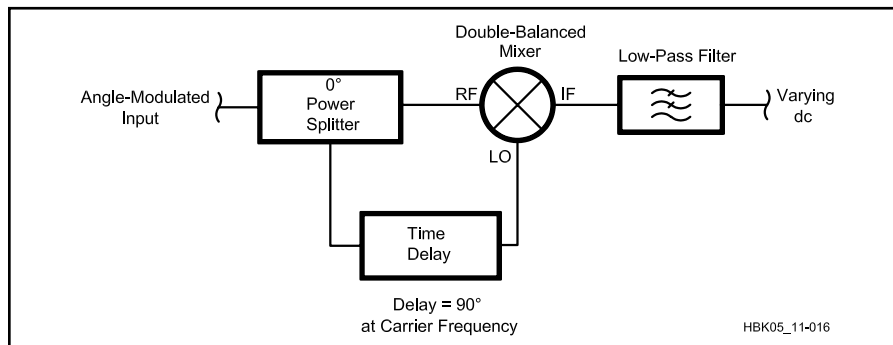 Double-Balanced
Mixer
Low-Pass Filter
Angle-Modulated
Input
0°
Power
Splitter
RF
IF
LO
Varying
dc
Time
Delay
Delay = 90°
at Carrier Frequency
HBK05_11-016